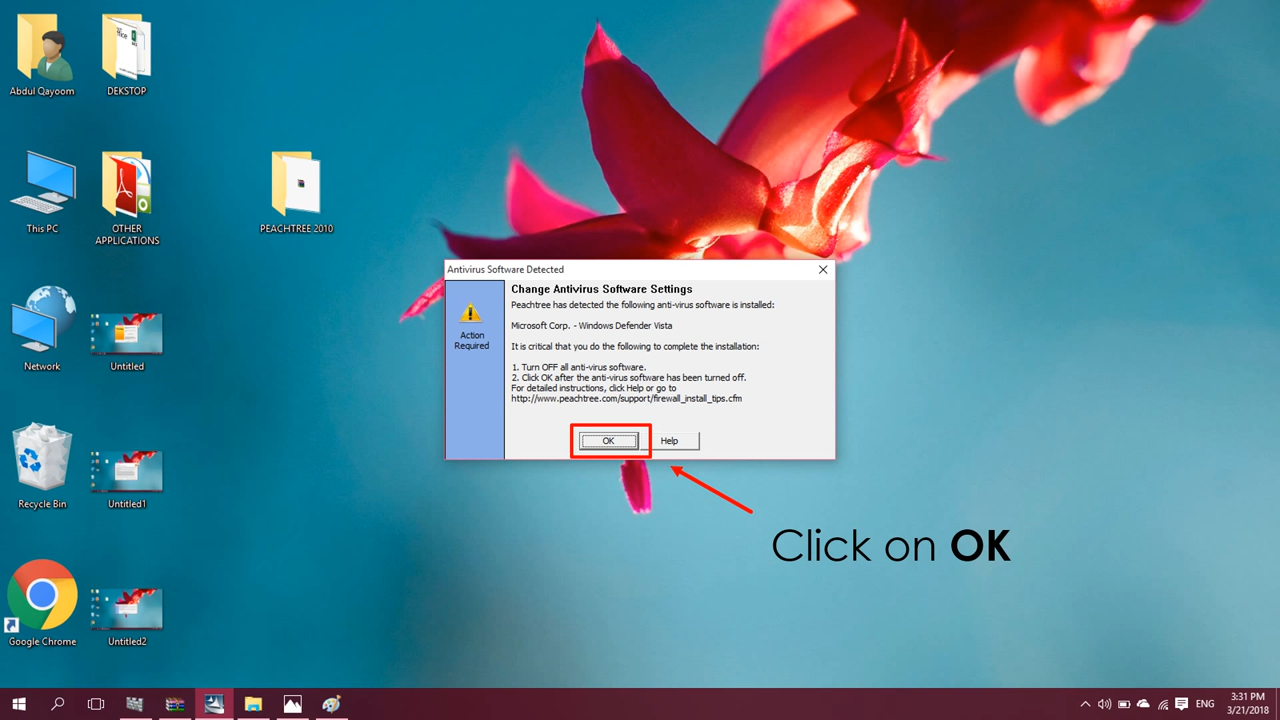 Abdul Qayoom
DEKSTOP
This PC
OTHER
APPLICATIONS
PEACHTREE 2010
Network
Untitled
Recycle Bin
Untitled1
Google Chrome
Untitled2
Antivirus Software Detected
Action
Required
Change Antivirus Software Settings
Peachtree has detected the following anti-virus software is installed:
Microsoft Corp. - Windows Defender Vista
It is critical that you do the following to complete the installation:
1. Turn OFF all anti-virus software.
2. Click OK after the anti-virus software has been turned off.
For detailed instructions, click Help or go to
http://www.peachtree.com/support/firewall_install_tips.cfm
OK
Help
Click on OK
ENG
3:31 PM
3/21/2018